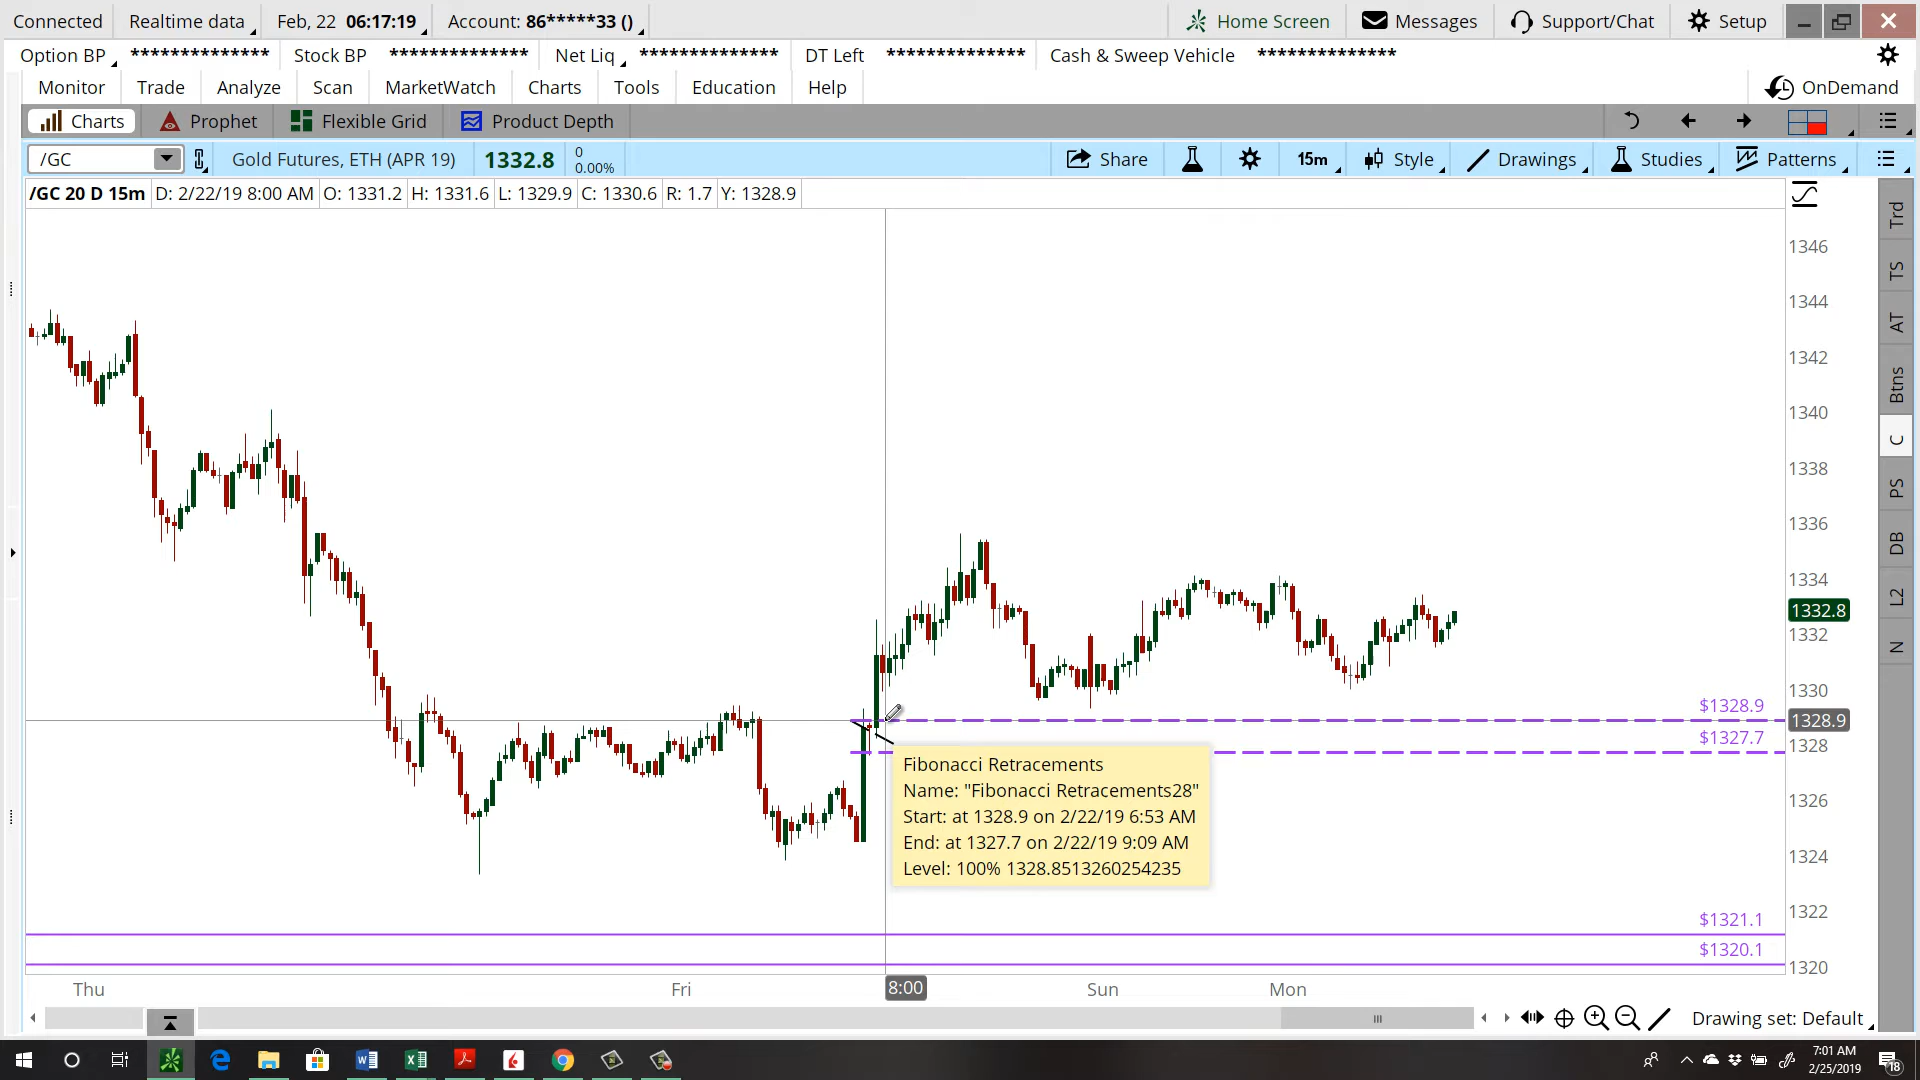 Connected Realtime data Feb, 22 06:17:19 Account: 86*****33 () Home Screen Messages Support/Chat Setup
Option BP ************** Stock BP ************** Net Liq ************** DT Left ************** Cash & Sweep Vehicle **************
Monitor Trade Analyze Scan MarketWatch Charts Tools Education Help OnDemand
Charts Prophet Flexible Grid Product Depth
/GC Gold Futures, ETH (APR 19) 1332.8 0 Share 15m Style Drawings Studies Patterns
0.00%
/GC 20 D 15m D: 2/22/19 8:00 AM O: 1331.2 H: 1331.6 L: 1329.9 C: 1330.6 R: 1.7 Y: 1328.9
Trd
TS
AT
Btns
C
PS
DB
L2
N
1346
1344
1342
1340
1338
1336
1334
1332.8
1332
1330
$1328.9
1328.9
$1327.7
1328
1326
1324
1322
$1321.1
$1320.1
1320
Fibonacci Retracements
Name: "Fibonacci Retracements28"
Start: at 1328.9 on 2/22/19 6:53 AM
End: at 1327.7 on 2/22/19 9:09 AM
Level: 100% 1328.8513260254235
Thu Fri 8:00 Sun Mon
Drawing set: Default
7:01 AM
2/25/2019
18